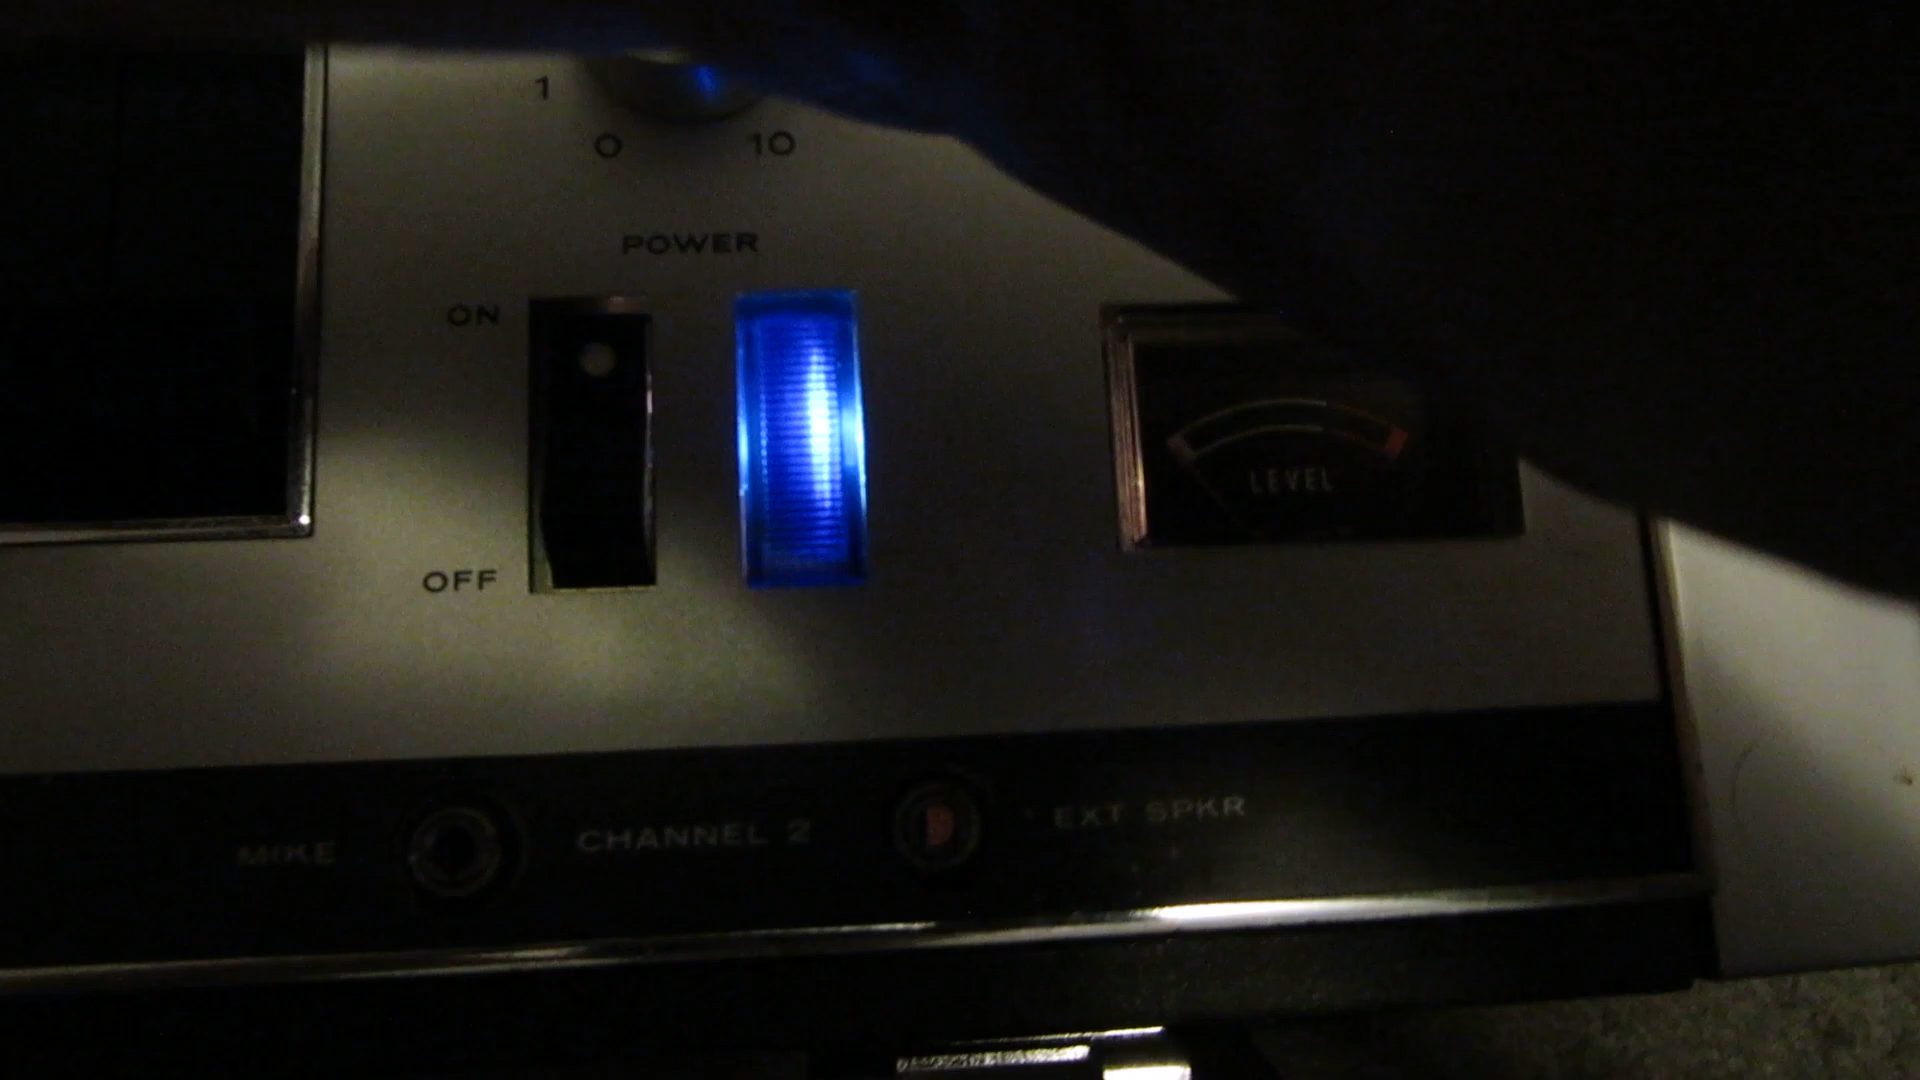 1
0 10
POWER
ON
OFF
LEVEL
MIKE CHANNEL 2 EXT SPKR